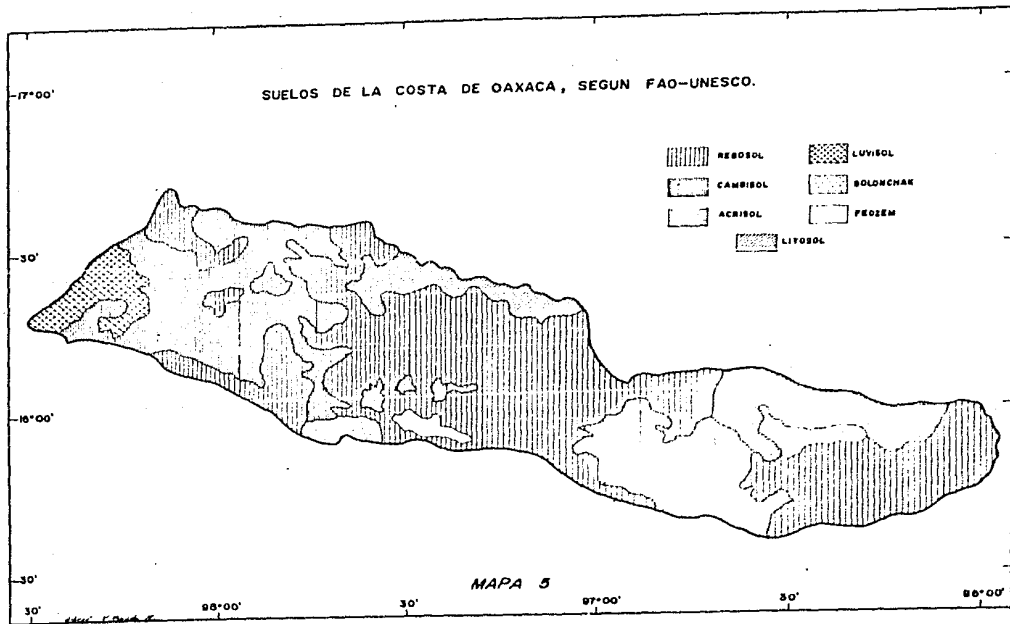 SUELOS DE LA COSTA DE OAXACA, SEGUN FAO-UNESCO.
17°00'
REGOSOL
LUVISOL
CAMBISOL
SOLONCHAK
ACRISOL
FEOZEM
LITOSOL
30'
16°00'
30'
MAPA 5
30'
98°00'
30'
97°00'
30'
96°00'